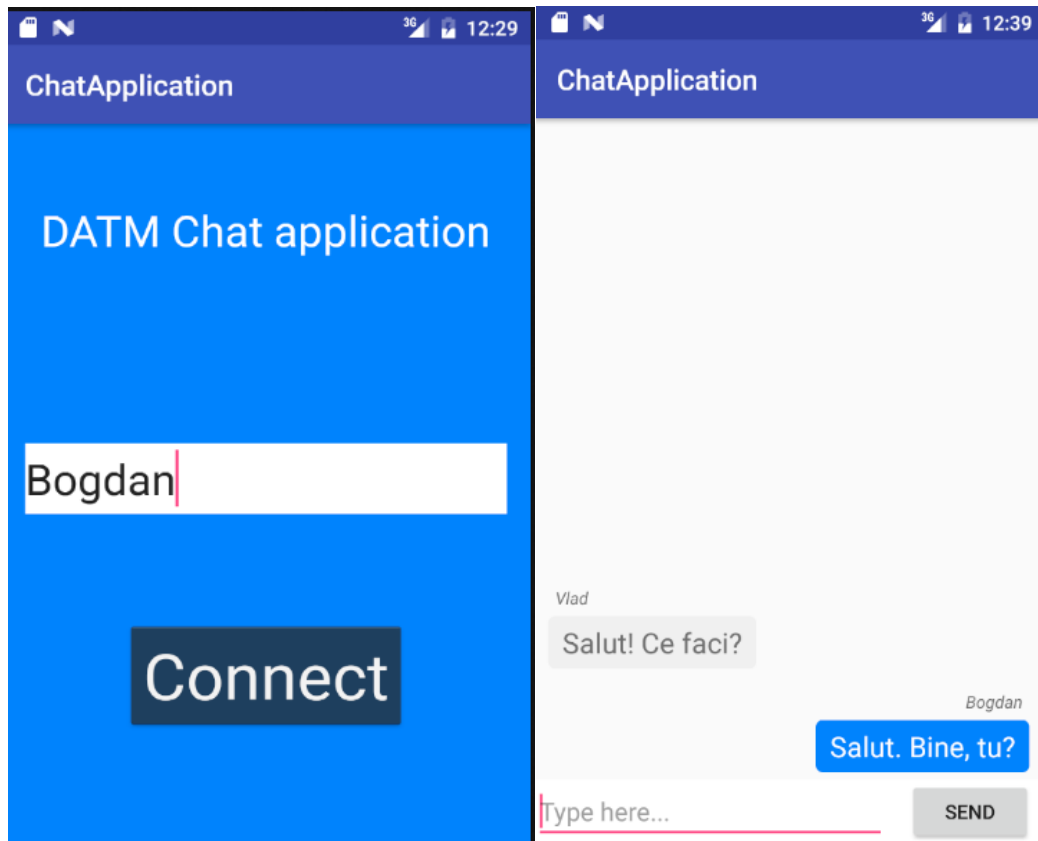 3G 12:29
ChatApplication
DATM Chat application
Bogdan
Connect
3G 12:39
ChatApplication
Vlad
Salut! Ce faci?
Bogdan
Salut. Bine, tu?
Type here...
SEND